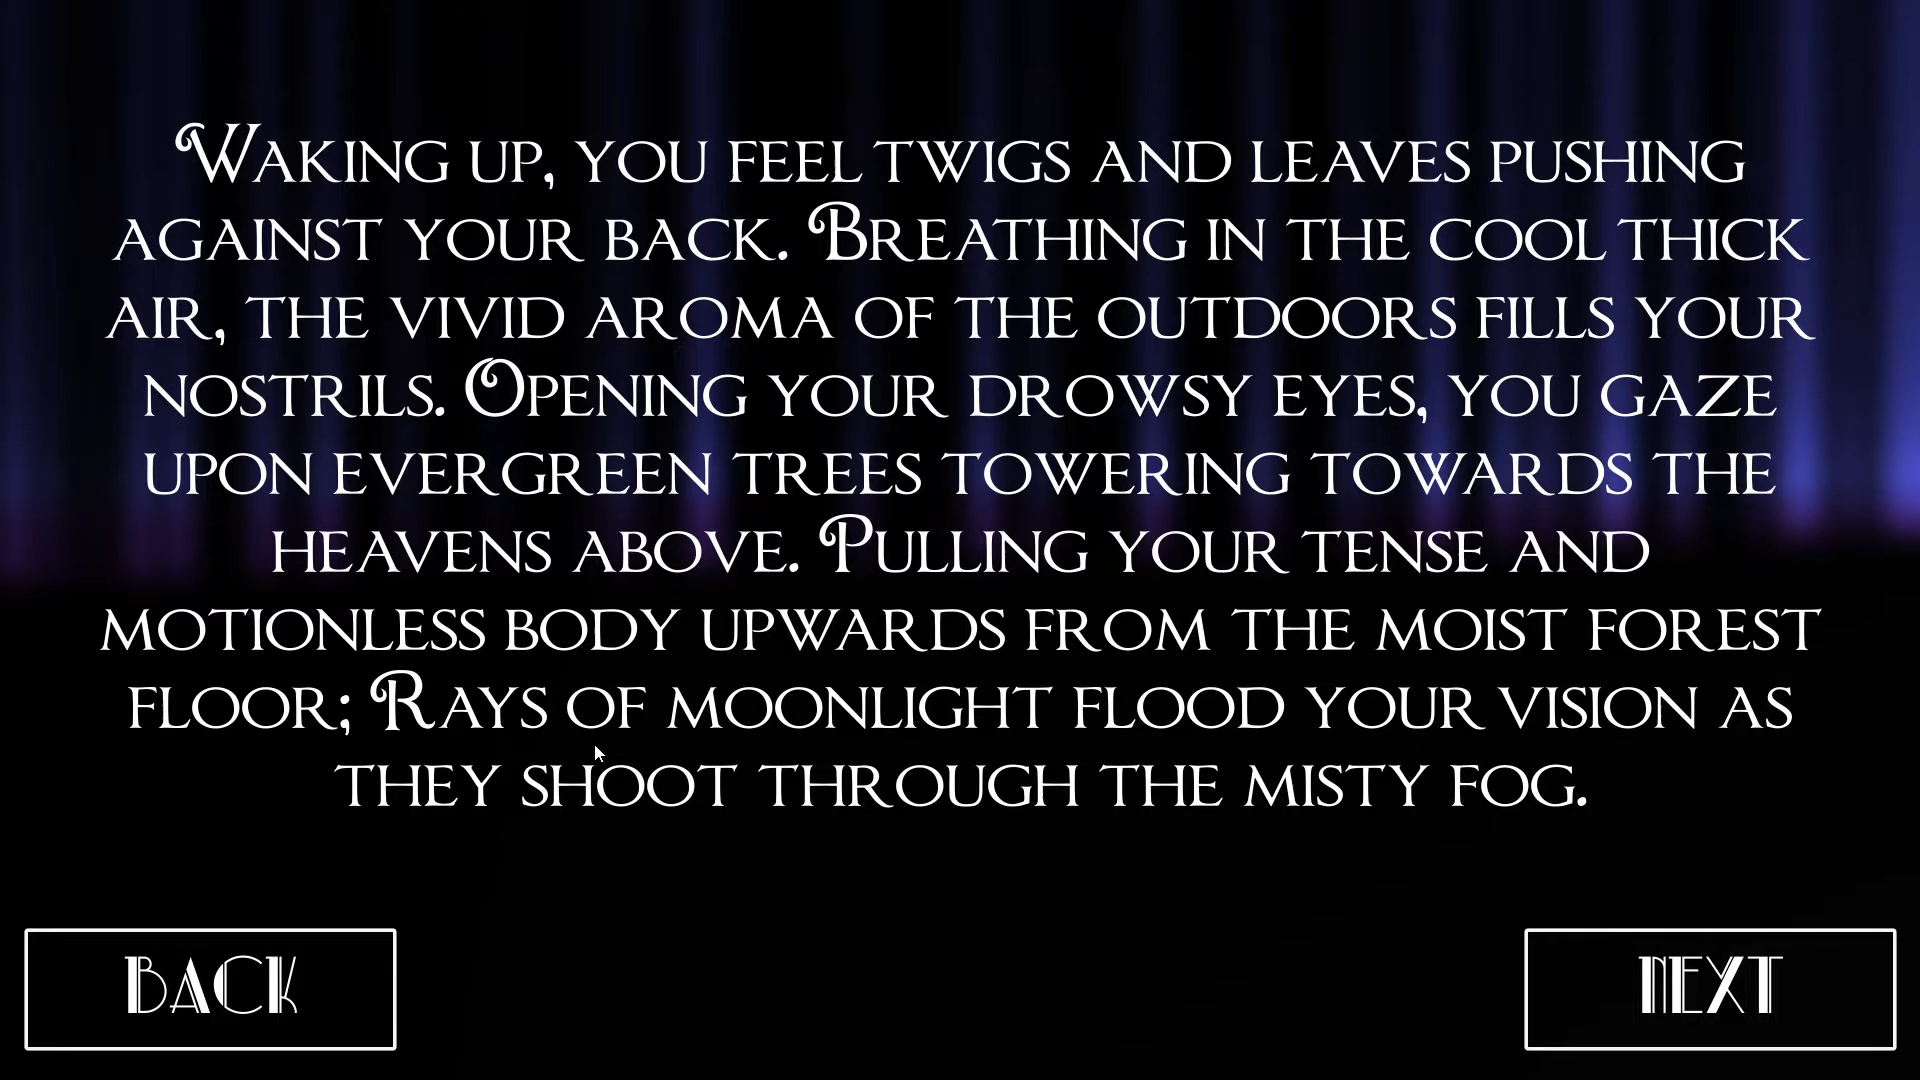 Waking up, you feel twigs and leaves pushing
against your back. Breathing in the cool thick
air, the vivid aroma of the outdoors fills your
nostrils. Opening your drowsy eyes, you gaze
upon evergreen trees towering towards the
heavens above. Pulling your tense and
motionless body upwards from the moist forest
floor; Rays of moonlight flood your vision as
they shoot through the misty fog.
BACK
NEXT